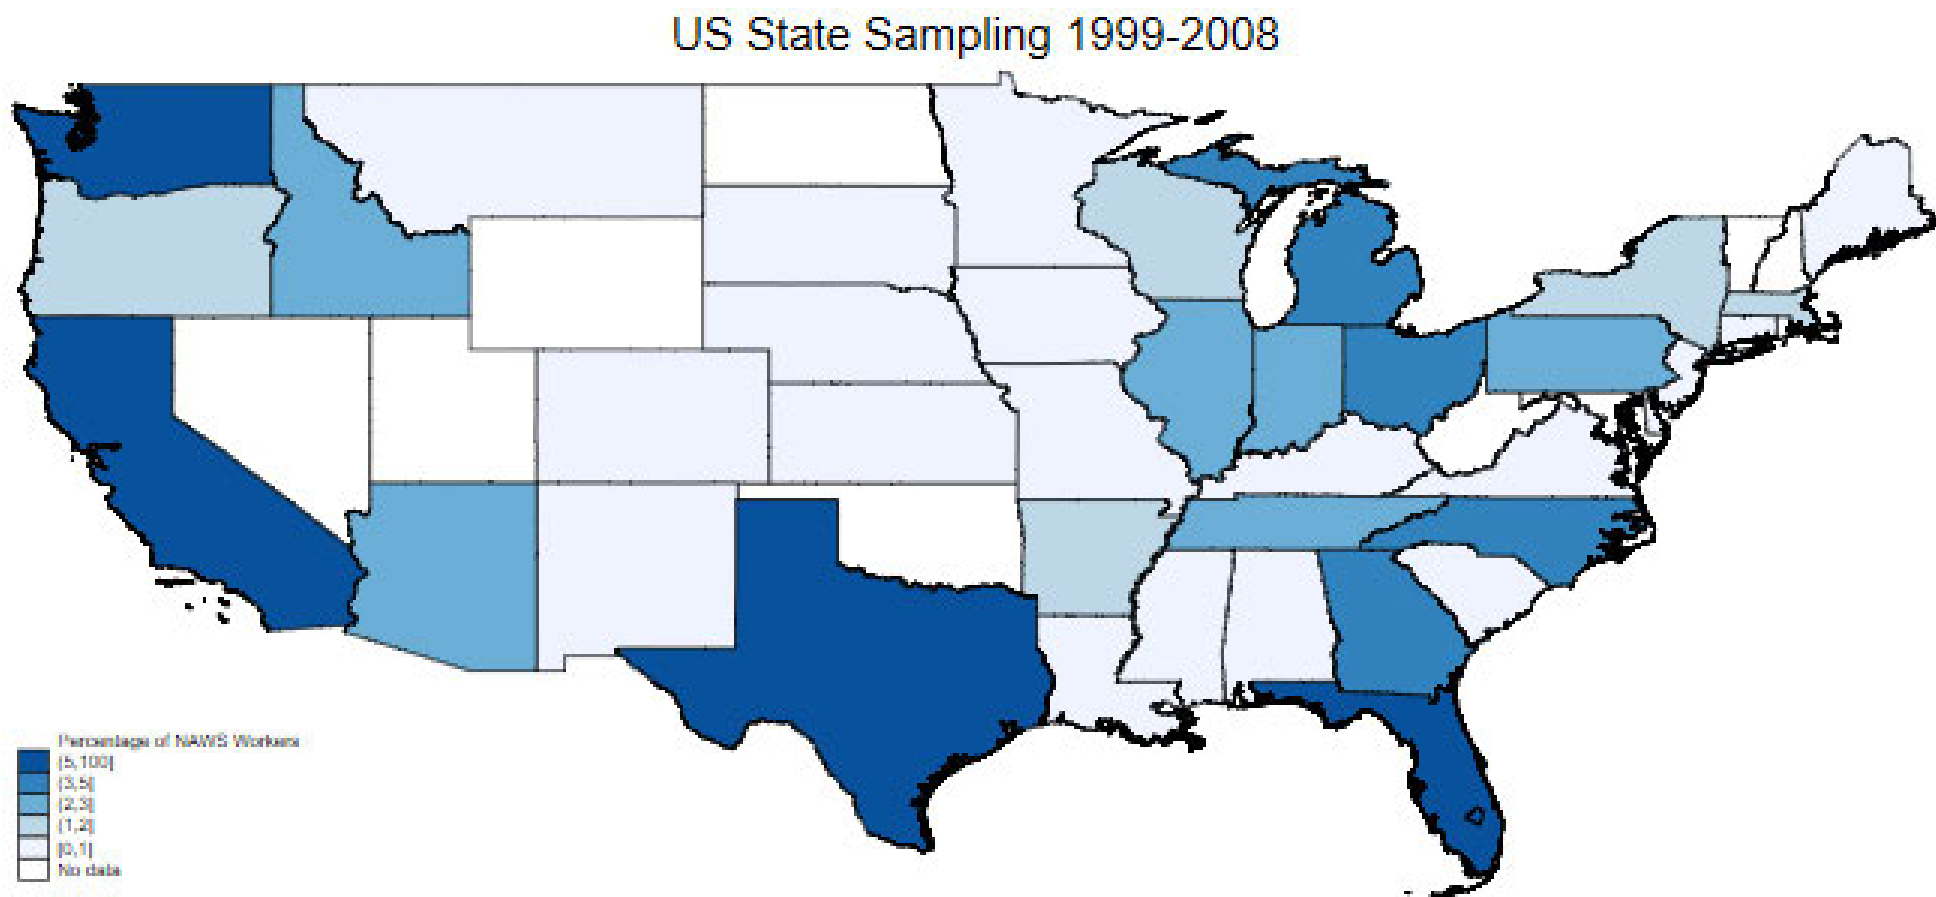 US State Sampling 1999-2008
Percentage of NAWS Workers
(5,100]
(3,5]
(2,3]
(1,2]
[0,1]
No data